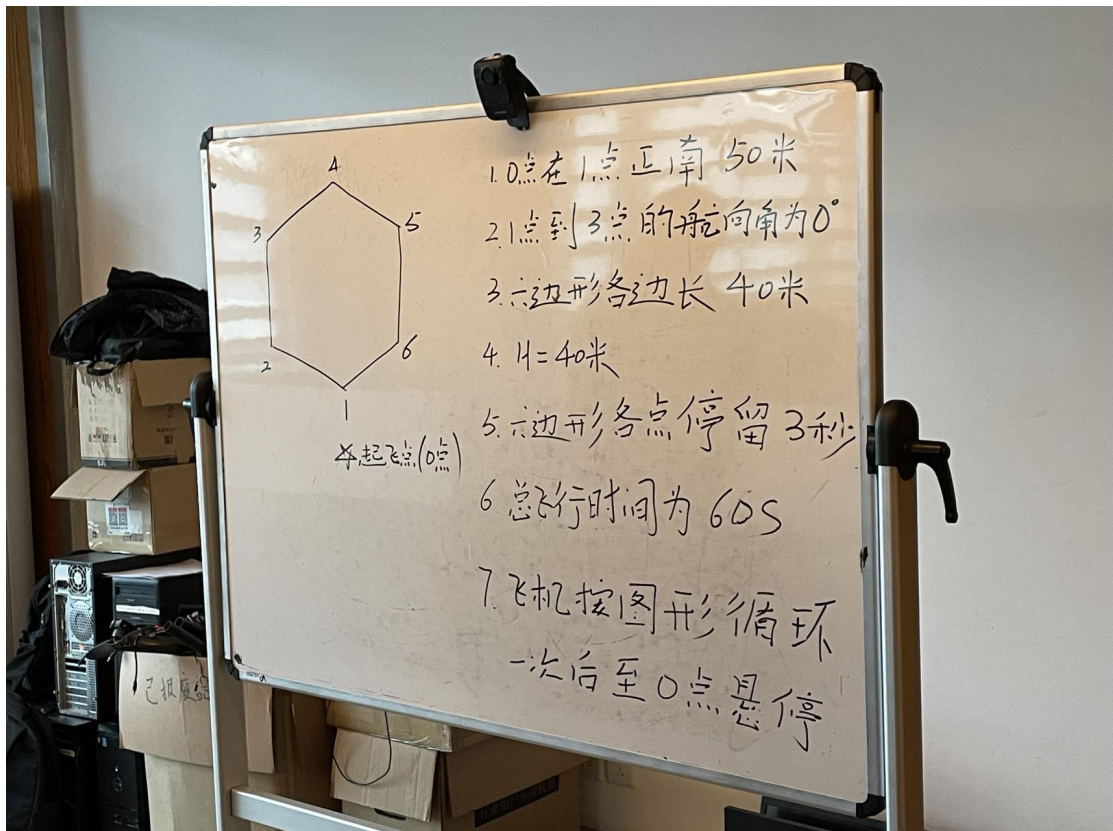 4
3
5
2
6
1
起飞点(0点)
1.0点在1点正南50米
2.1点到3点的航向角为0°
3.六边形各边长40米
4.H=40米
5.六边形各点停留3秒
6 总飞行时间为60S
7.飞机按图形循环
一次后至0点悬停
已报废